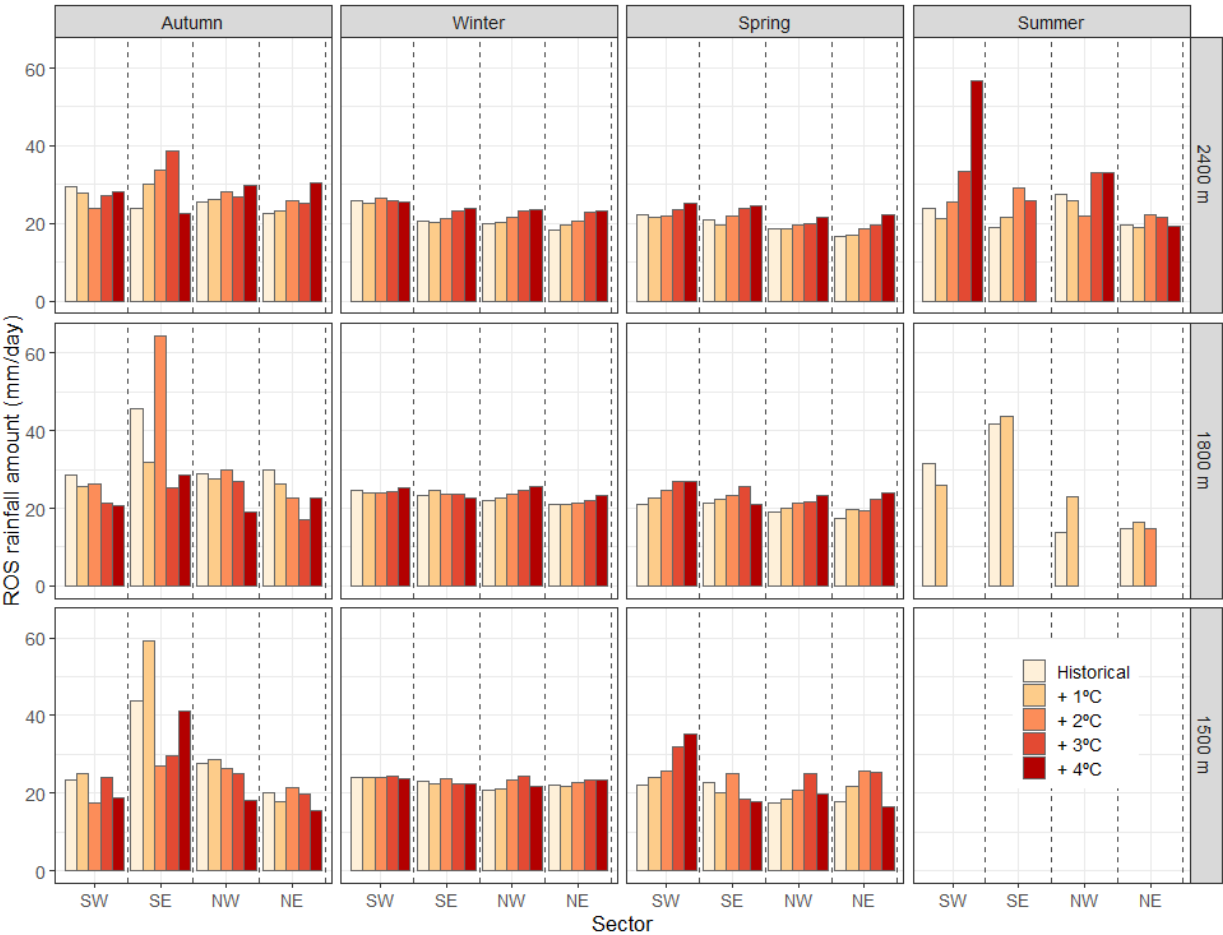 Autumn Winter Spring Summer
60
40
20
0
2400 m
ROS rainfall amount (mm/day)
60
40
20
0
1800 m
60
40
20
0
1500 m
Historical
+ 1ºC
+ 2ºC
+ 3ºC
+ 4ºC
SW SE NW NE SW SE NW NE SW SE NW NE SW SE NW NE
Sector